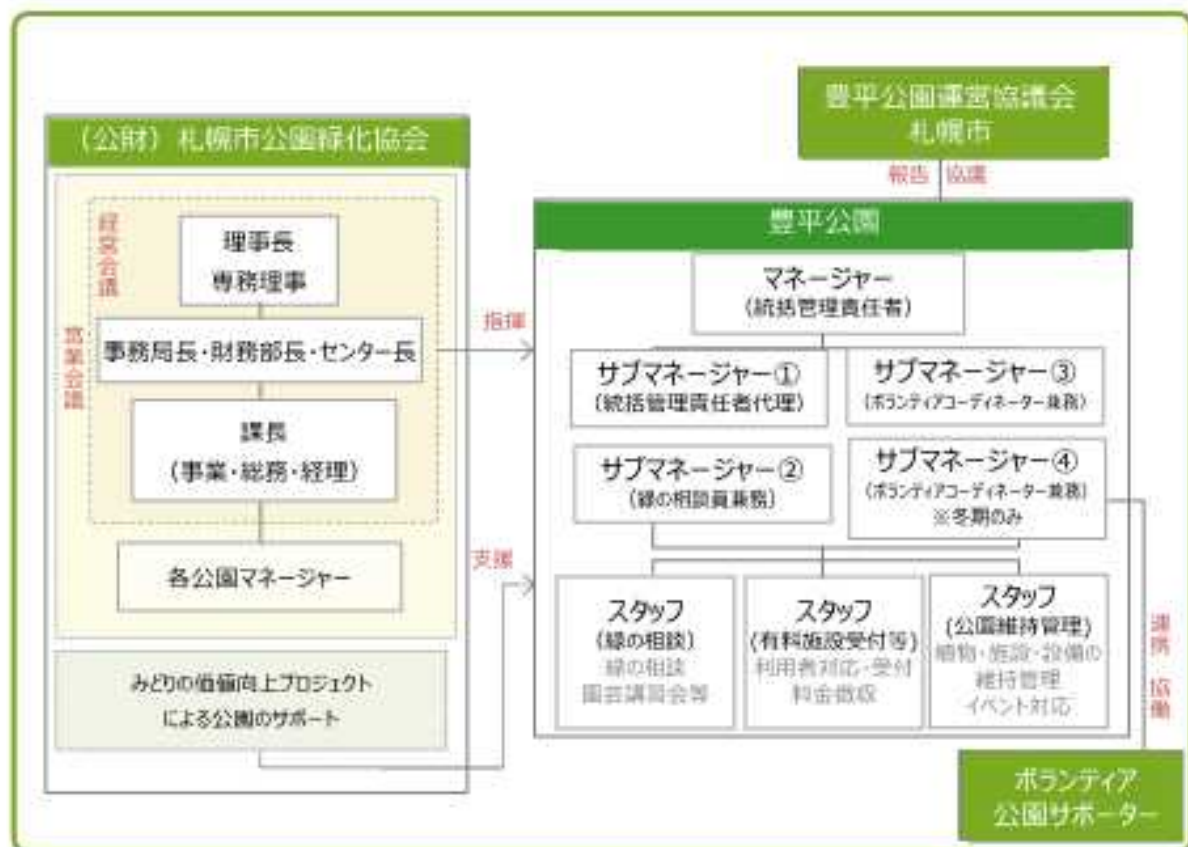 (公財)札幌市公園緑化協会
経営会議
営業会議
理事長
専務理事
事務局長・財務部長・センター長
課長
(事業・総務・経理)
各公園マネージャー
みどりの価値向上プロジェクト
による公園のサポート
指揮
支援
豊平公園運営協議会
札幌市
報告 協議
豊平公園
マネージャー
(統括管理責任者)
サブマネージャー①
(統括管理責任者代理)
サブマネージャー③
(ボランティアコーディネーター兼務)
サブマネージャー②
(緑の相談員兼務)
サブマネージャー④
(ボランティアコーディネーター兼務)
※冬期のみ
スタッフ
(緑の相談)
緑の相談
園芸講習会等
スタッフ
(有料施設受付等)
利用者対応・受付
料金徴収
スタッフ
(公園維持管理)
植物・施設・設備の
維持管理
イベント対応
連携
協働
ボランティア
公園サポーター